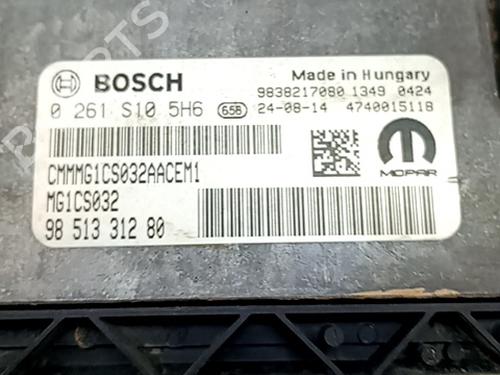 BOSCH
Made in Hungary
9838217080 1349 0424
0 261 S10 5H6 65B 24-08-14 4740015118
CMMMG1CS032AACEM1
MG1CS032
98 513 312 80
MOPAR
PARTS